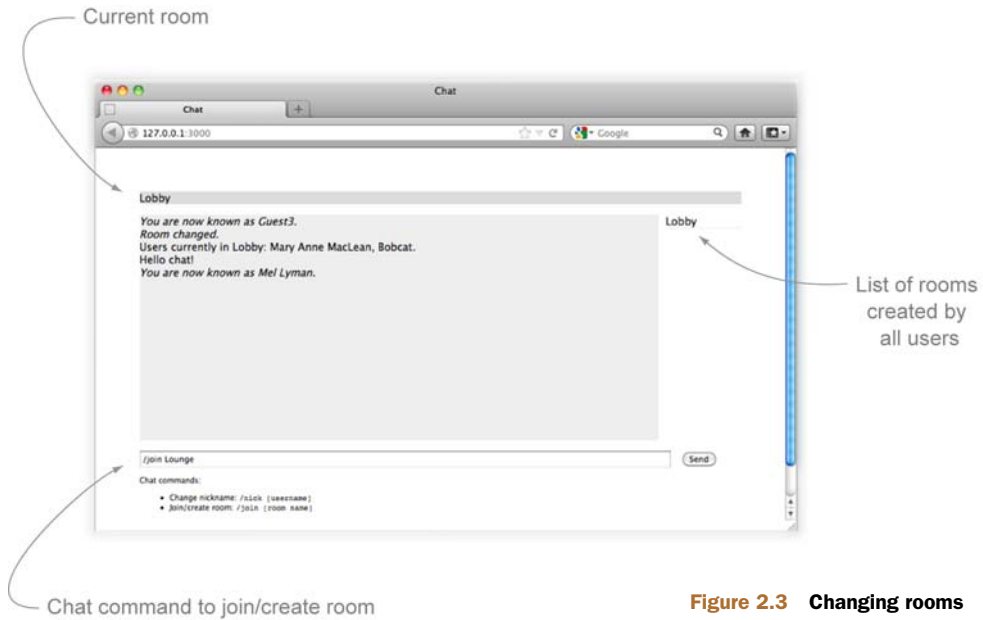 Current room
Chat
Chat
127.0.0.1:3000
Google
Lobby
You are now known as Guest3.
Room changed.
Users currently in Lobby: Mary Anne MacLean, Bobcat.
Hello chat!
You are now known as Mel Lyman.
Lobby
List of rooms
created by
all users
/join Lounge
Send
Chat commands:
• Change nickname: /nick [username]
• Join/create room: /join [room name]
Chat command to join/create room
Figure 2.3 Changing rooms